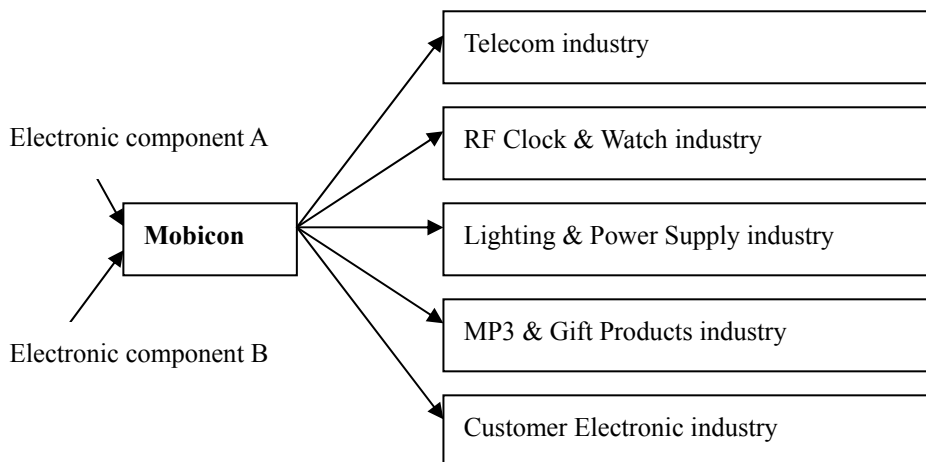 Telecom industry
Electronic component A
RF Clock & Watch industry
Mobicon
Lighting & Power Supply industry
MP3 & Gift Products industry
Electronic component B
Customer Electronic industry